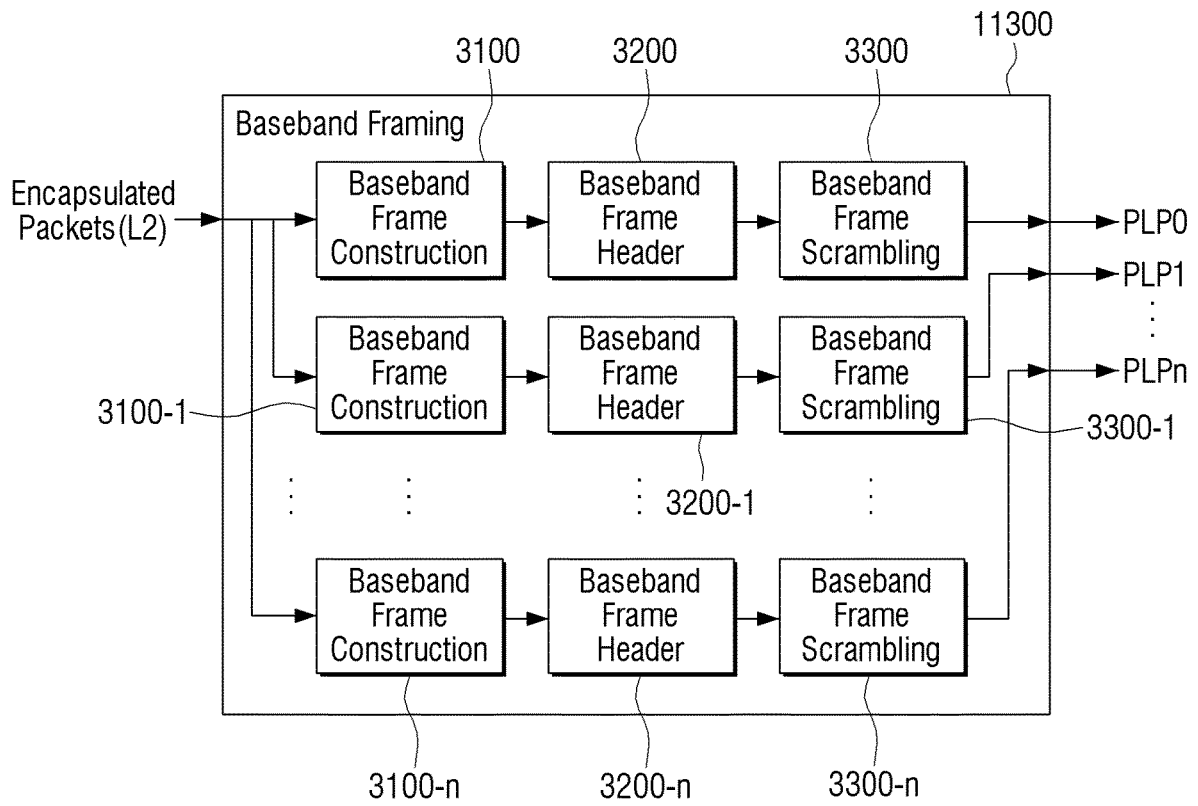 11300
3100
3200
3300
Baseband Framing
Encapsulated
Packets(L2)
Baseband
Frame
Construction
Baseband
Frame
Header
Baseband
Frame
Scrambling
PLP0
PLP1
PLPn
Baseband
Frame
Construction
Baseband
Frame
Header
Baseband
Frame
Scrambling
3100-1
3200-1
3300-1
Baseband
Frame
Construction
Baseband
Frame
Header
Baseband
Frame
Scrambling
3100-n
3200-n
3300-n